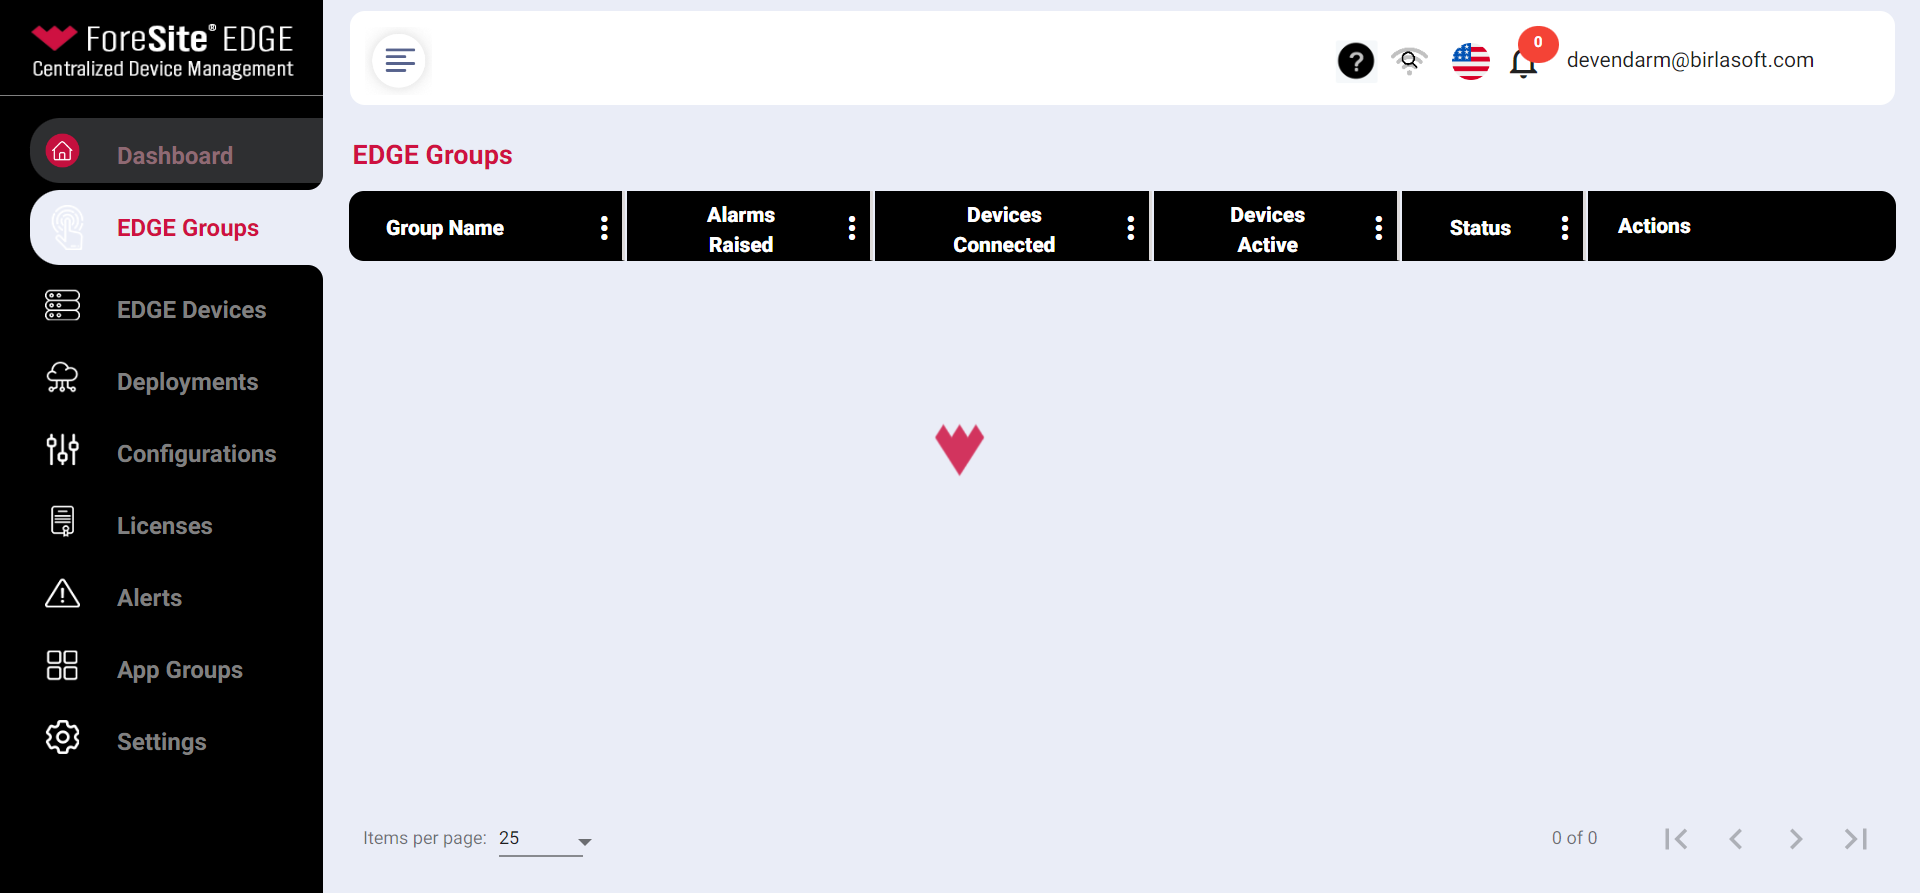 ForeSite® EDGE
Centralized Device Management
Dashboard
EDGE Groups
EDGE Devices
Deployments
Configurations
Licenses
Alerts
App Groups
Settings
?
0
devendarm@birlasoft.com
EDGE Groups
Group Name
Alarms
Raised
Devices
Connected
Devices
Active
Status
Actions
Items per page: 25
0 of 0